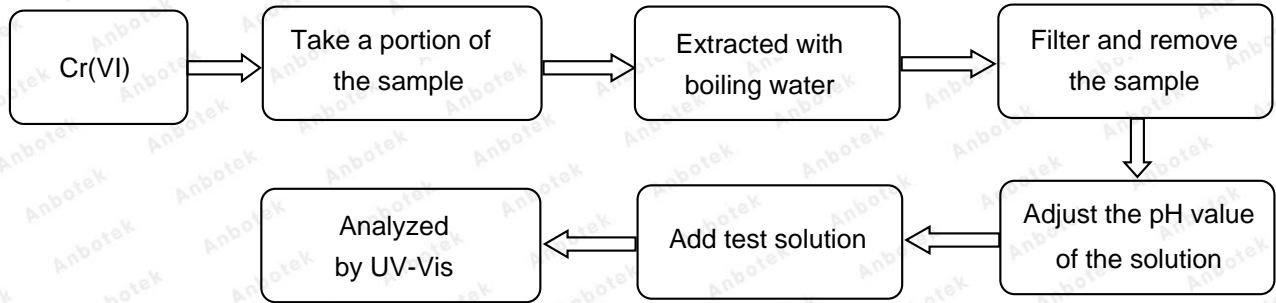 Cr(VI)
Take a portion of
the sample
Extracted with
boiling water
Filter and remove
the sample
Adjust the pH value
of the solution
Add test solution
Analyzed
by UV-Vis
Anbotek